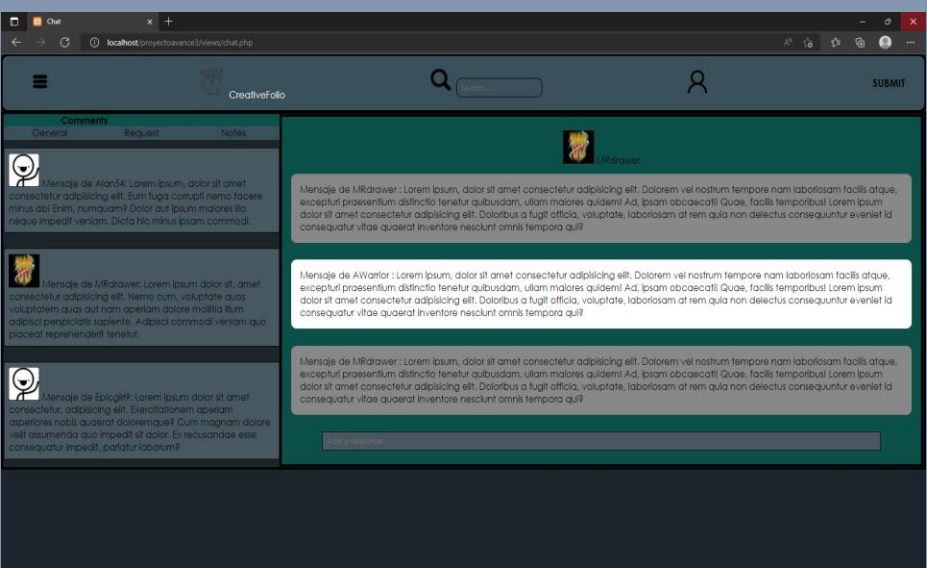 Chat
localhost/proyectoavance3/views/chat.php
CreativeFolio
Search...
SUBMIT
Comments
General Request Notes
Mensaje de Alan54: Lorem ipsum, dolor sit amet
consectetur adipisicing elit. Eum fuga corrupti nemo facere
minus ab! Enim, numquam? Dolor aut ipsum maiores illo
neque impedit veniam. Dicta hic minus ipsam commodi.
Mensaje de MRdrawer: Lorem ipsum dolor sit, amet
consectetur adipisicing elit. Nemo cum, voluptate quos
voluptatem quas aut nam aperiam dolore mollitia illum
adipisci perspiciatis sapiente. Adipisci commodi veniam quo
placeat reprehenderit tenetur.
Mensaje de Epicgirl9: Lorem ipsum dolor sit amet
consectetur, adipisicing elit. Exercitationem aperiam
asperiores nobis quaerat doloremque? Cum magnam dolore
velit assumenda quo impedit sit dolor. Ex recusandae esse
consequatur impedit, pariatur laborum?
MRdrawer
Mensaje de MRdrawer : Lorem ipsum, dolor sit amet consectetur adipisicing elit. Dolorem vel nostrum tempore nam laboriosam facilis atque,
excepturi praesentium distinctio tenetur quibusdam, ullam maiores quidem! Ad, ipsam obcaecati! Quae, facilis temporibus! Lorem ipsum
dolor sit amet consectetur adipisicing elit. Doloribus a fugit officia, voluptate, laboriosam at rem quia non delectus consequuntur eveniet id
consequatur vitae quaerat inventore nesciunt omnis tempora qui?
Mensaje de AWarrior : Lorem ipsum, dolor sit amet consectetur adipisicing elit. Dolorem vel nostrum tempore nam laboriosam facilis atque,
excepturi praesentium distinctio tenetur quibusdam, ullam maiores quidem! Ad, ipsam obcaecati! Quae, facilis temporibus! Lorem ipsum
dolor sit amet consectetur adipisicing elit. Doloribus a fugit officia, voluptate, laboriosam at rem quia non delectus consequuntur eveniet id
consequatur vitae quaerat inventore nesciunt omnis tempora qui?
Mensaje de MRdrawer : Lorem ipsum, dolor sit amet consectetur adipisicing elit. Dolorem vel nostrum tempore nam laboriosam facilis atque,
excepturi praesentium distinctio tenetur quibusdam, ullam maiores quidem! Ad, ipsam obcaecati! Quae, facilis temporibus! Lorem ipsum
dolor sit amet consectetur adipisicing elit. Doloribus a fugit officia, voluptate, laboriosam at rem quia non delectus consequuntur eveniet id
consequatur vitae quaerat inventore nesciunt omnis tempora qui?
Add a response